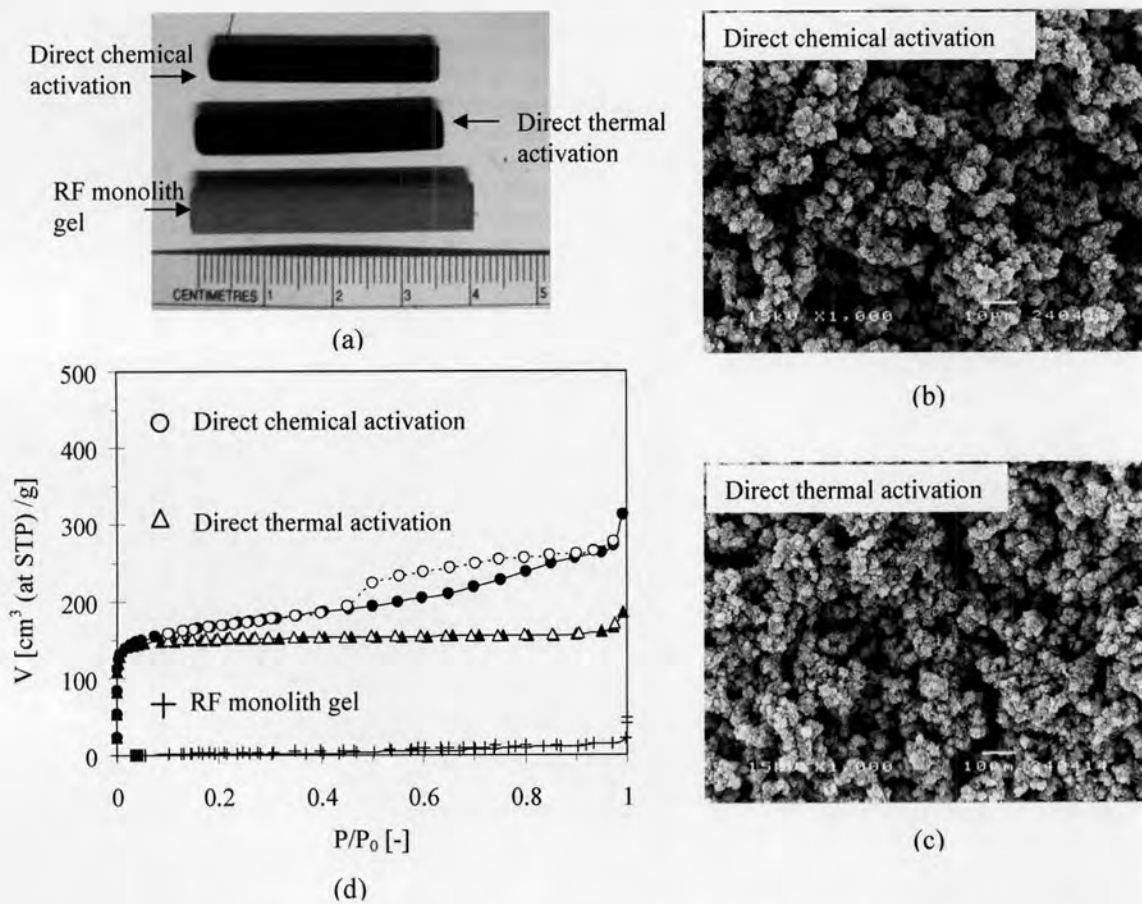 Direct chemical
activation
Direct thermal
activation
RF monolith
gel
CENTIMETRES 1 2 3 4 5
(a)
Direct chemical activation
15kU X1,000 10μm
(b)
500
400
300
200
100
0
V [cm³ (at STP) /g]
Direct chemical activation
Direct thermal activation
RF monolith gel
0 0.2 0.4 0.6 0.8 1
P/P₀ [-]
(d)
Direct thermal activation
15kU X1,000 10μm
(c)